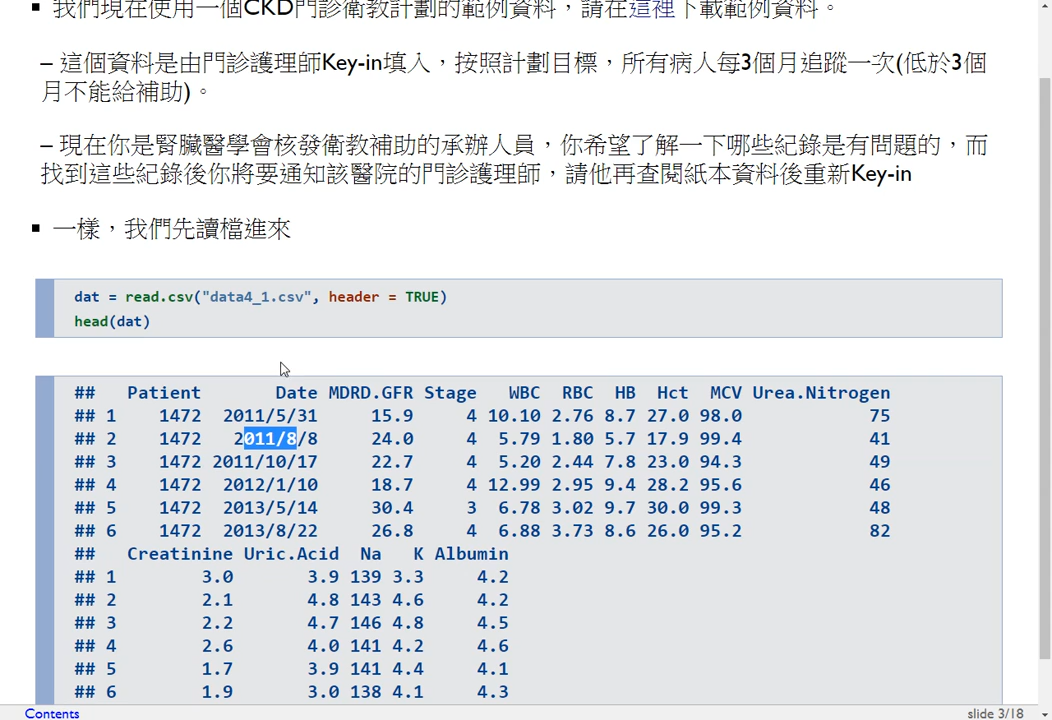 ▪ 我們現在使用一個CKD門診衛教計劃的範例資料，請在這裡下載範例資料。
– 這個資料是由門診護理師Key-in填入，按照計劃目標，所有病人每3個月追蹤一次(低於3個
月不能給補助)。
– 現在你是腎臟醫學會核發衛教補助的承辦人員，你希望了解一下哪些紀錄是有問題的，而
找到這些紀錄後你將要通知該醫院的門診護理師，請他再查閱紙本資料後重新Key-in
▪ 一樣，我們先讀檔進來
dat = read.csv("data4_1.csv", header = TRUE)
head(dat)
##   Patient       Date MDRD.GFR Stage   WBC  RBC  HB  Hct  MCV Urea.Nitrogen
## 1    1472  2011/5/31     15.9     4 10.10 2.76 8.7 27.0 98.0            75
## 2    1472   2011/8/8     24.0     4  5.79 1.80 5.7 17.9 99.4            41
## 3    1472 2011/10/17     22.7     4  5.20 2.44 7.8 23.0 94.3            49
## 4    1472  2012/1/10     18.7     4 12.99 2.95 9.4 28.2 95.6            46
## 5    1472  2013/5/14     30.4     3  6.78 3.02 9.7 30.0 99.3            48
## 6    1472  2013/8/22     26.8     4  6.88 3.73 8.6 26.0 95.2            82
##   Creatinine Uric.Acid  Na   K Albumin
## 1        3.0       3.9 139 3.3     4.2
## 2        2.1       4.8 143 4.6     4.2
## 3        2.2       4.7 146 4.8     4.5
## 4        2.6       4.0 141 4.2     4.6
## 5        1.7       3.9 141 4.4     4.1
## 6        1.9       3.0 138 4.1     4.3
Contents
slide 3/18